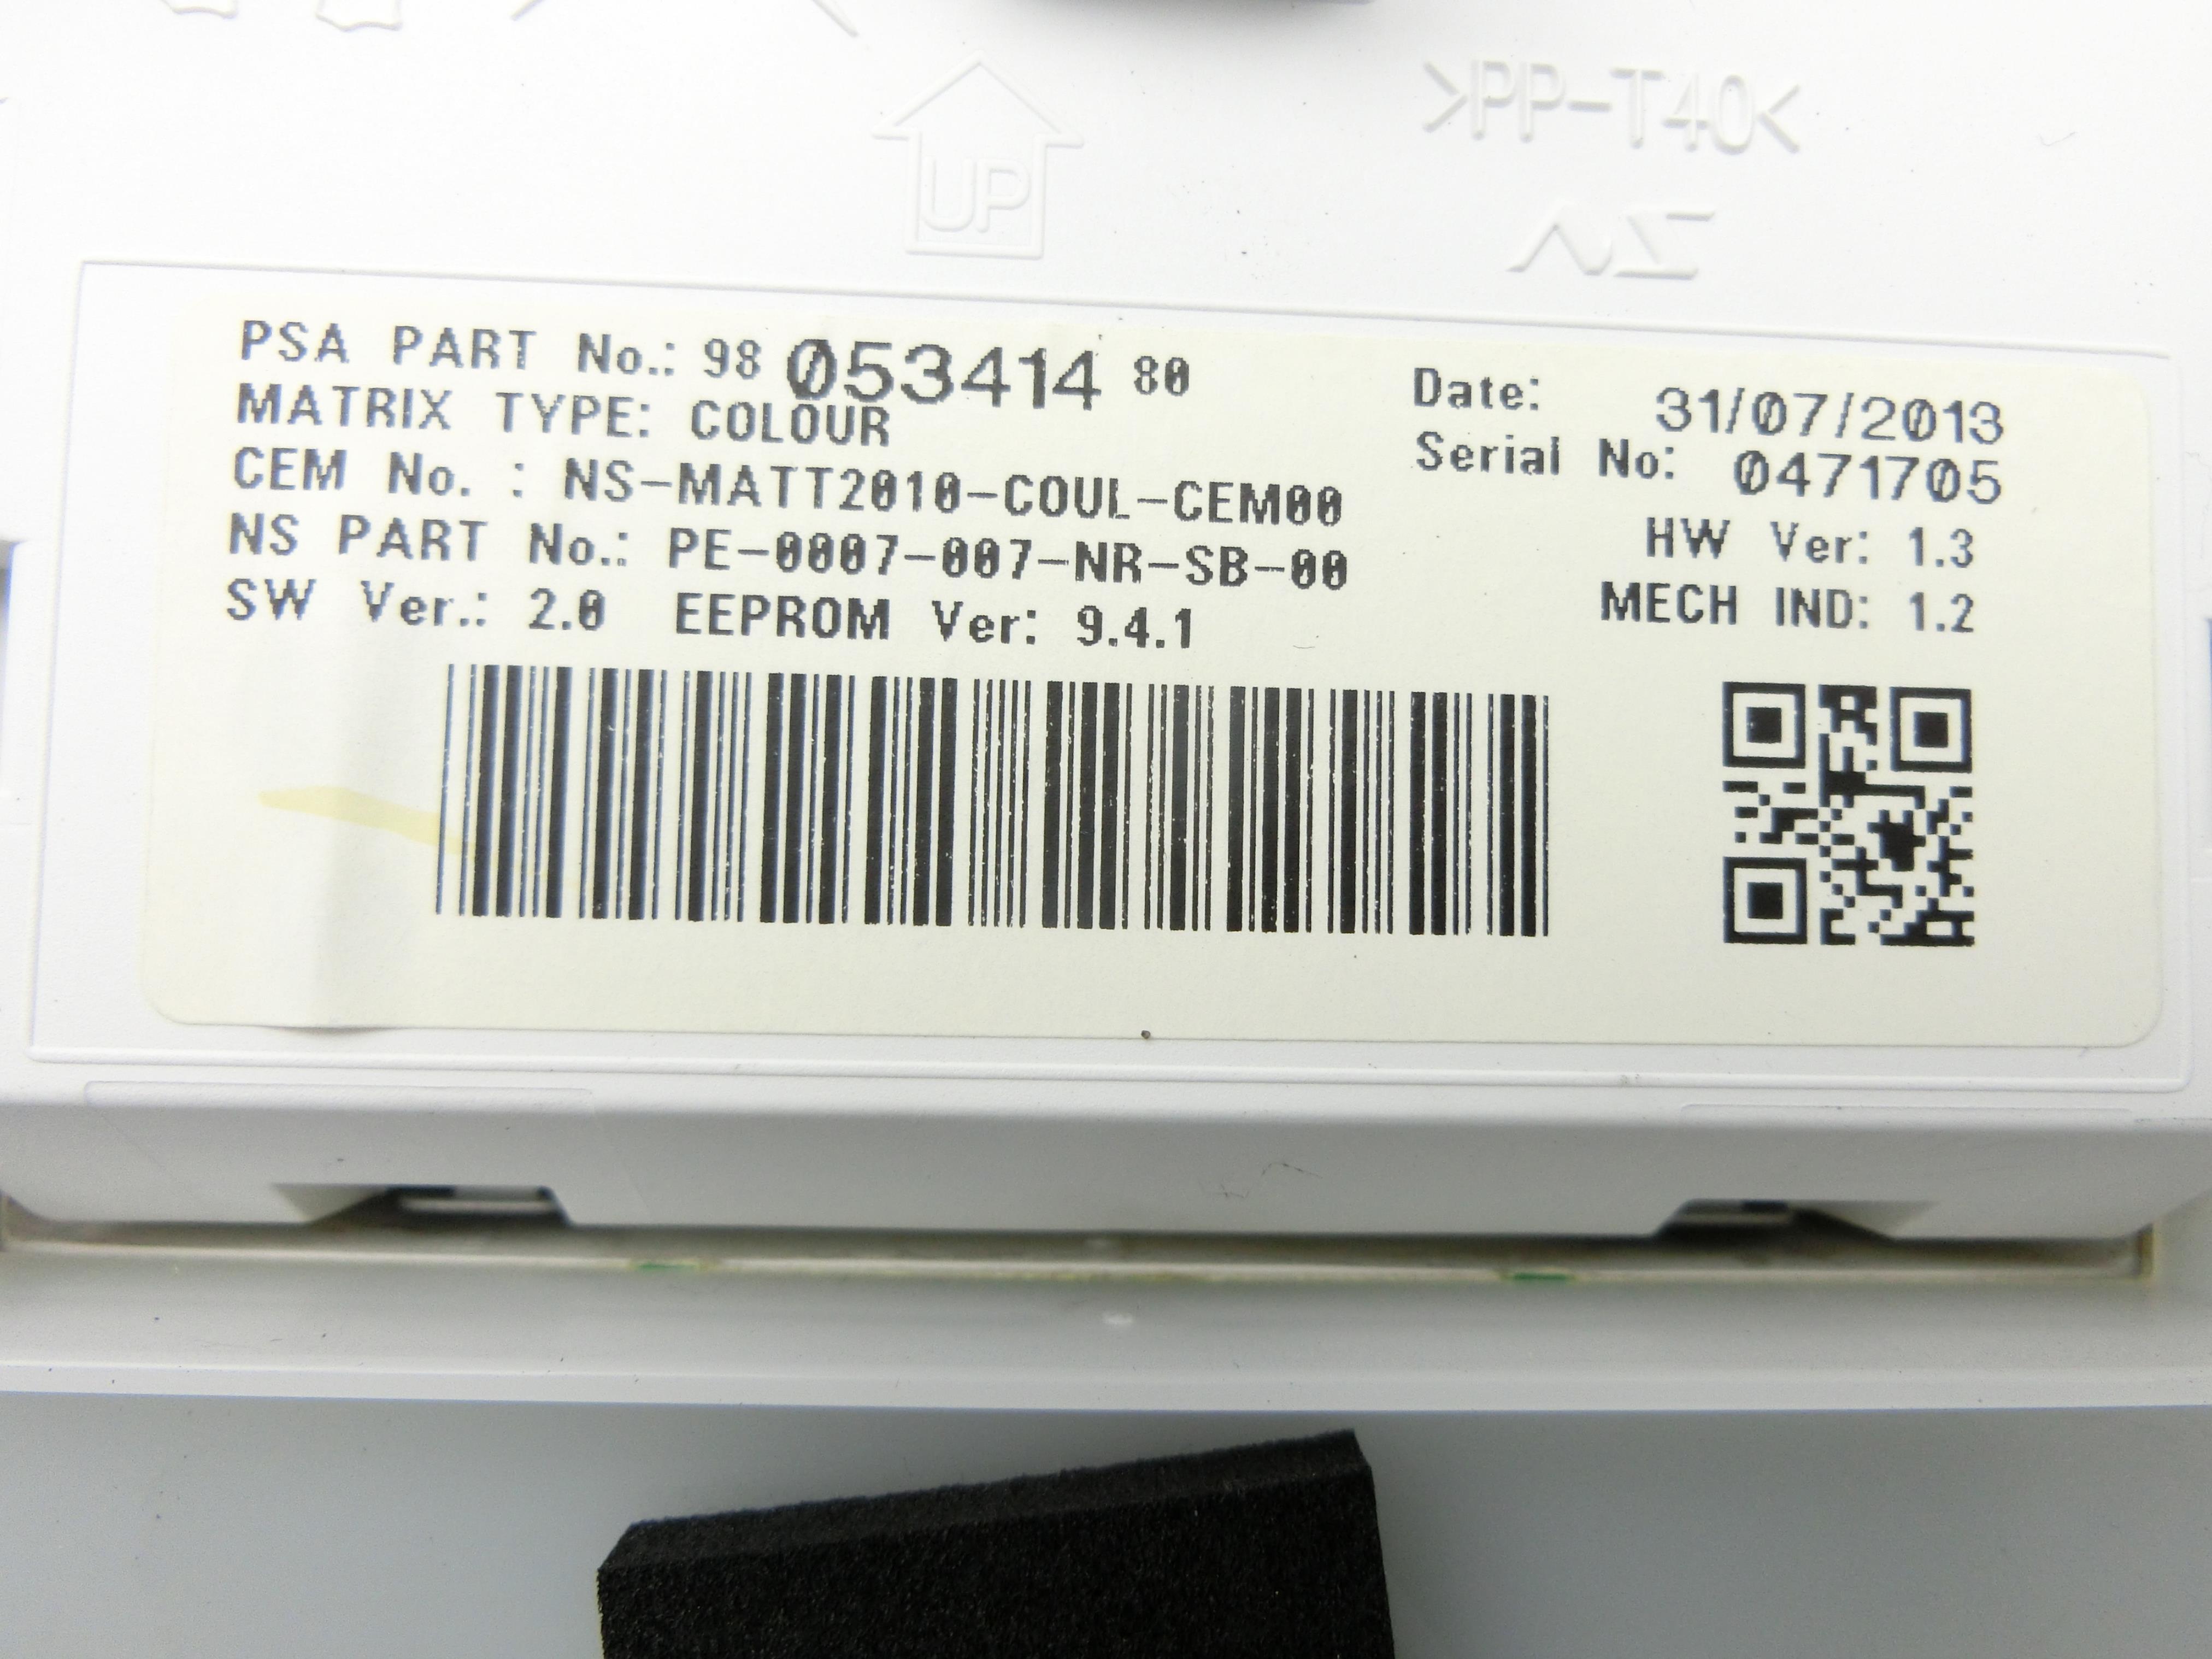 >PP-T40<
UP
PSA PART No.: 98 053414 80
MATRIX TYPE: COLOUR
CEM No. : NS-MATT2010-COUL-CEM00
NS PART No.: PE-0007-007-NR-SB-00
SW Ver.: 2.0 EEPROM Ver: 9.4.1
Date: 31/07/2013
Serial No: 0471705
HW Ver: 1.3
MECH IND: 1.2